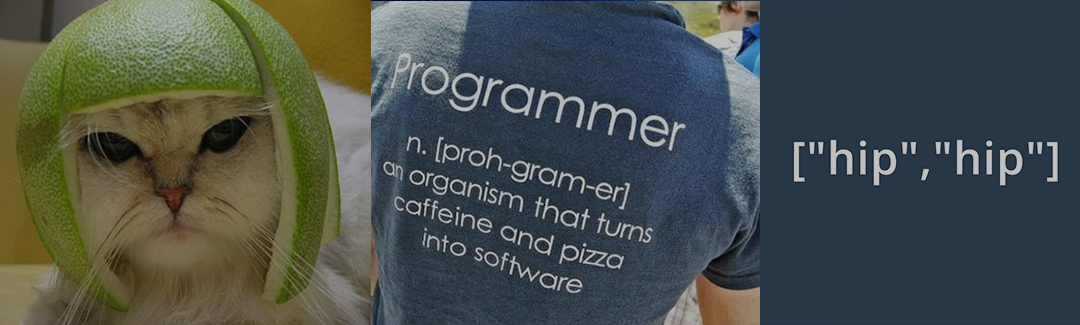 Programmer
n. [proh-gram-er]
an organism that turns
caffeine and pizza
into software
["hip","hip"]